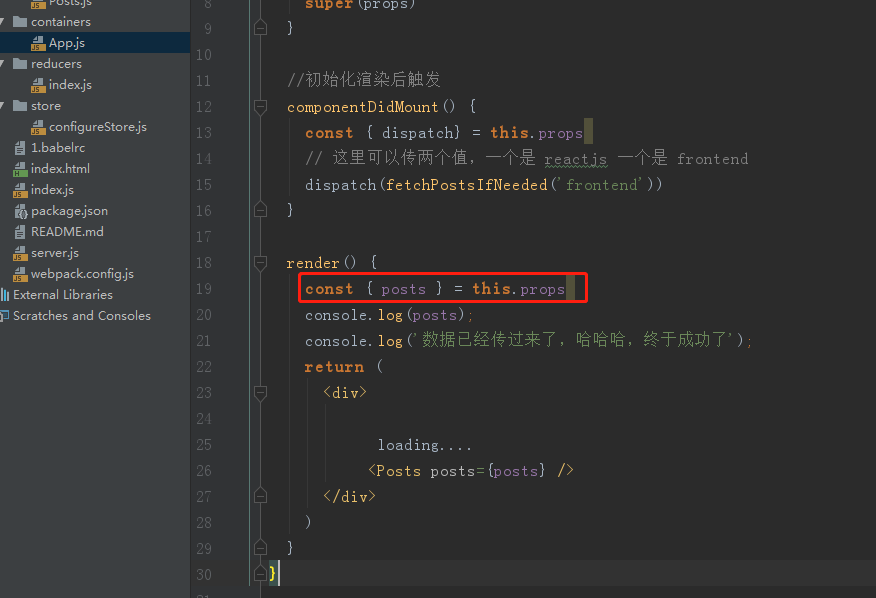 Posts.js
containers
App.js
reducers
index.js
store
configureStore.js
1.babelrc
index.html
index.js
package.json
README.md
server.js
webpack.config.js
External Libraries
Scratches and Consoles
8 super(props)
9 }
10
11 //初始化渲染后触发
12 componentDidMount() {
13 const { dispatch} = this.props
14 // 这里可以传两个值，一个是 reactjs 一个是 frontend
15 dispatch(fetchPostsIfNeeded('frontend'))
16 }
17
18 render() {
19 const { posts } = this.props
20 console.log(posts);
21 console.log('数据已经传过来了，哈哈哈，终于成功了');
22 return (
23 <div>
24
25 loading....
26 <Posts posts={posts} />
27 </div>
28 )
29 }
30 }